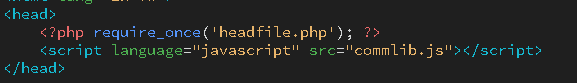 <head>
<?php require_once('headfile.php'); ?>
<script language="javascript" src="commlib.js"></script>
</head>